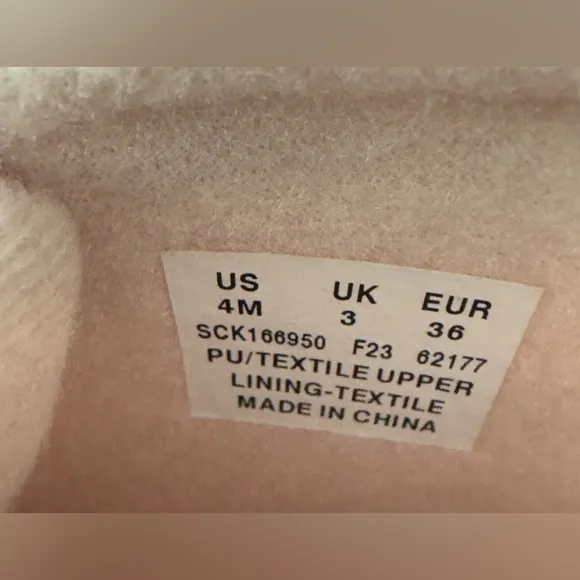 US UK EUR
4M 3 36
SCK166950 F23 62177
PU/TEXTILE UPPER
LINING-TEXTILE
MADE IN CHINA